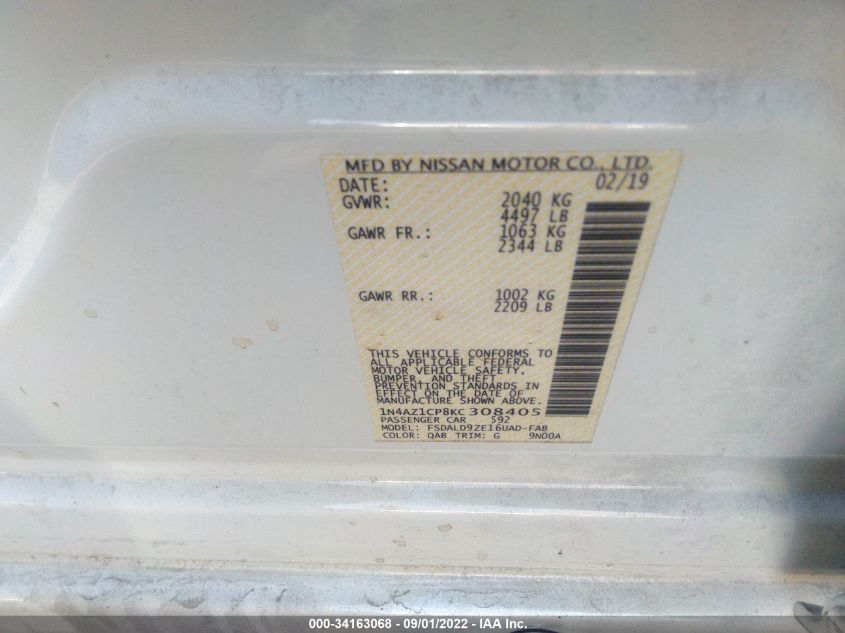 MFD BY NISSAN MOTOR CO., LTD.
DATE: 02/19
GVWR: 2040 KG
4497 LB
GAWR FR.: 1063 KG
2344 LB
GAWR RR.: 1002 KG
2209 LB
THIS VEHICLE CONFORMS TO
ALL APPLICABLE FEDERAL
MOTOR VEHICLE SAFETY,
BUMPER, AND THEFT
PREVENTION STANDARDS IN
EFFECT ON THE DATE OF
MANUFACTURE SHOWN ABOVE.
1N4AZ1CP8KC308405
PASSENGER CAR 592
MODEL: FSDALD9ZE16UAD-FAB
COLOR: QAB TRIM: G 9N00A
000-34163068 - 09/01/2022 - IAA Inc.